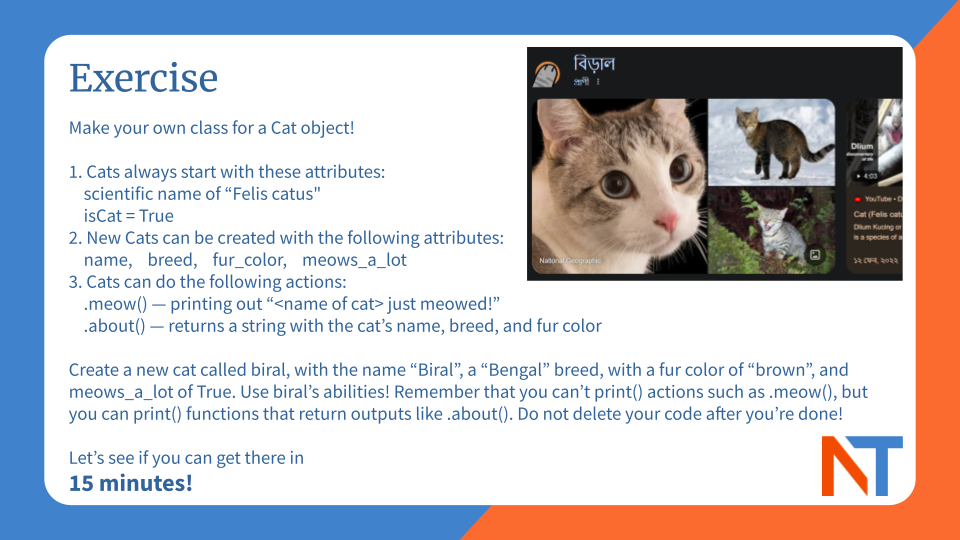 Exercise
Make your own class for a Cat object!
1. Cats always start with these attributes:
scientific name of “Felis catus"
isCat = True
2. New Cats can be created with the following attributes:
name, breed, fur_color, meows_a_lot
3. Cats can do the following actions:
.meow() — printing out “<name of cat> just meowed!”
.about() — returns a string with the cat’s name, breed, and fur color
Create a new cat called biral, with the name “Biral”, a “Bengal” breed, with a fur color of “brown”, and
meows_a_lot of True. Use biral’s abilities! Remember that you can’t print() actions such as .meow(), but
you can print() functions that return outputs like .about(). Do not delete your code after you’re done!
Let’s see if you can get there in
15 minutes!
বিড়াল
প্রাণী
National Geographic
Dlium
documentary
of life
4:03
YouTube • D
Cat (Felis catu
Dlium Kucing or
is a species of a
১২ ফেব, ২০২২
NT